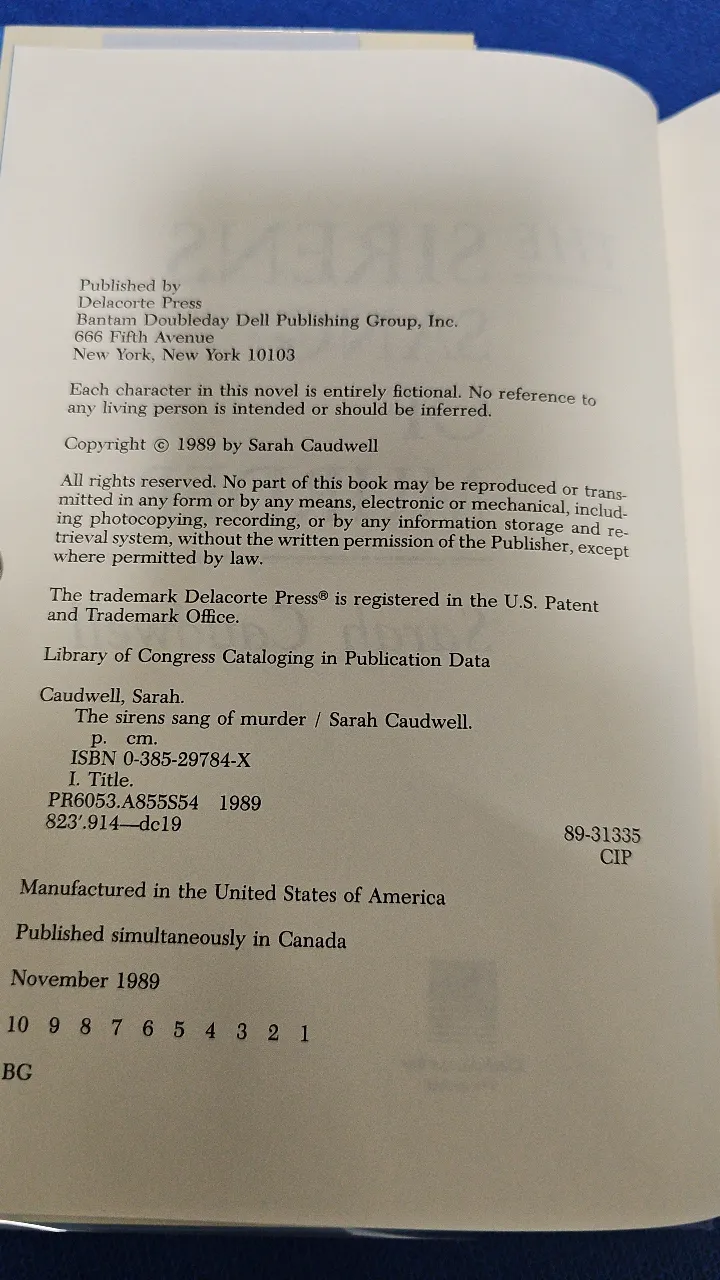 Published by
Delacorte Press
Bantam Doubleday Dell Publishing Group, Inc.
666 Fifth Avenue
New York, New York 10103
Each character in this novel is entirely fictional. No reference to
any living person is intended or should be inferred.
Copyright © 1989 by Sarah Caudwell
All rights reserved. No part of this book may be reproduced or trans-
mitted in any form or by any means, electronic or mechanical, includ-
ing photocopying, recording, or by any information storage and re-
trieval system, without the written permission of the Publisher, except
where permitted by law.
The trademark Delacorte Press® is registered in the U.S. Patent
and Trademark Office.
Library of Congress Cataloging in Publication Data
Caudwell, Sarah.
The sirens sang of murder / Sarah Caudwell.
p. cm.
ISBN 0-385-29784-X
I. Title.
PR6053.A855S54 1989
823'.914—dc19
89-31335
CIP
Manufactured in the United States of America
Published simultaneously in Canada
November 1989
10 9 8 7 6 5 4 3 2 1
BG